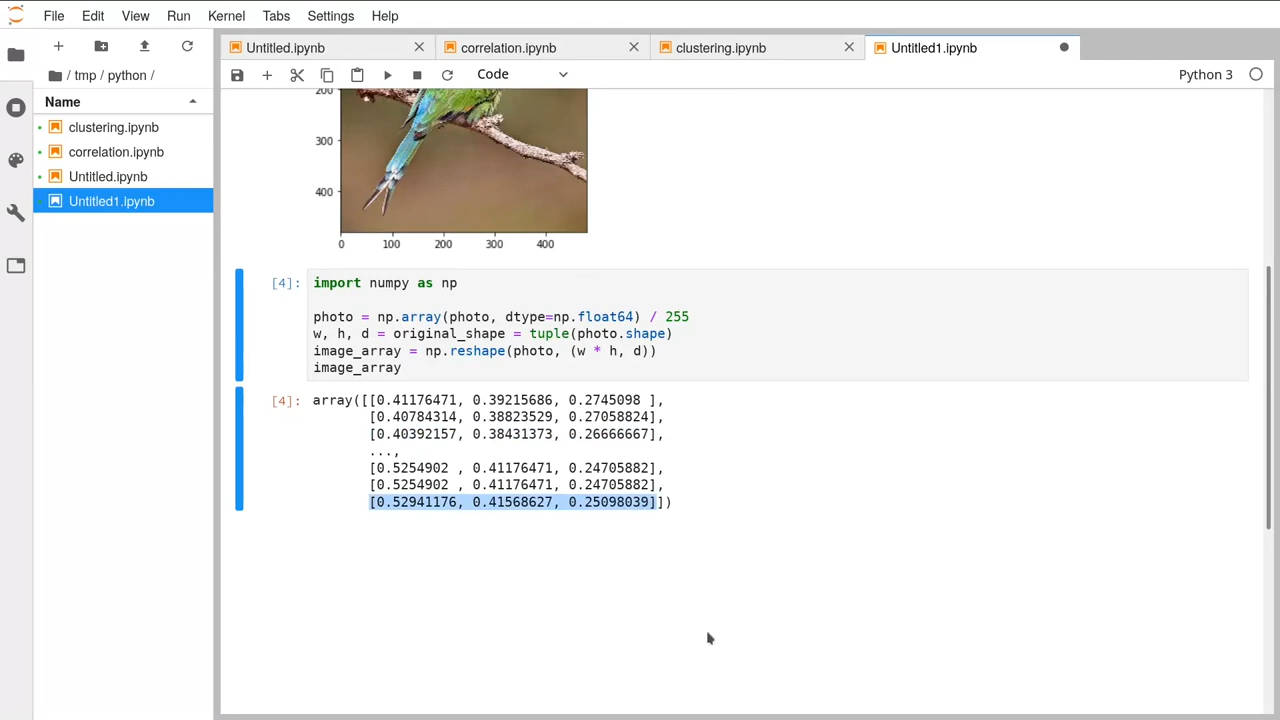 File Edit View Run Kernel Tabs Settings Help
Untitled.ipynb correlation.ipynb clustering.ipynb Untitled1.ipynb
Code Python 3
/ tmp / python /
Name
clustering.ipynb
correlation.ipynb
Untitled.ipynb
Untitled1.ipynb
200
300
400
0 100 200 300 400
[4]: import numpy as np
photo = np.array(photo, dtype=np.float64) / 255
w, h, d = original_shape = tuple(photo.shape)
image_array = np.reshape(photo, (w * h, d))
image_array
[4]: array([[0.41176471, 0.39215686, 0.2745098 ],
[0.40784314, 0.38823529, 0.27058824],
[0.40392157, 0.38431373, 0.26666667],
...,
[0.5254902 , 0.41176471, 0.24705882],
[0.5254902 , 0.41176471, 0.24705882],
[0.52941176, 0.41568627, 0.25098039]])